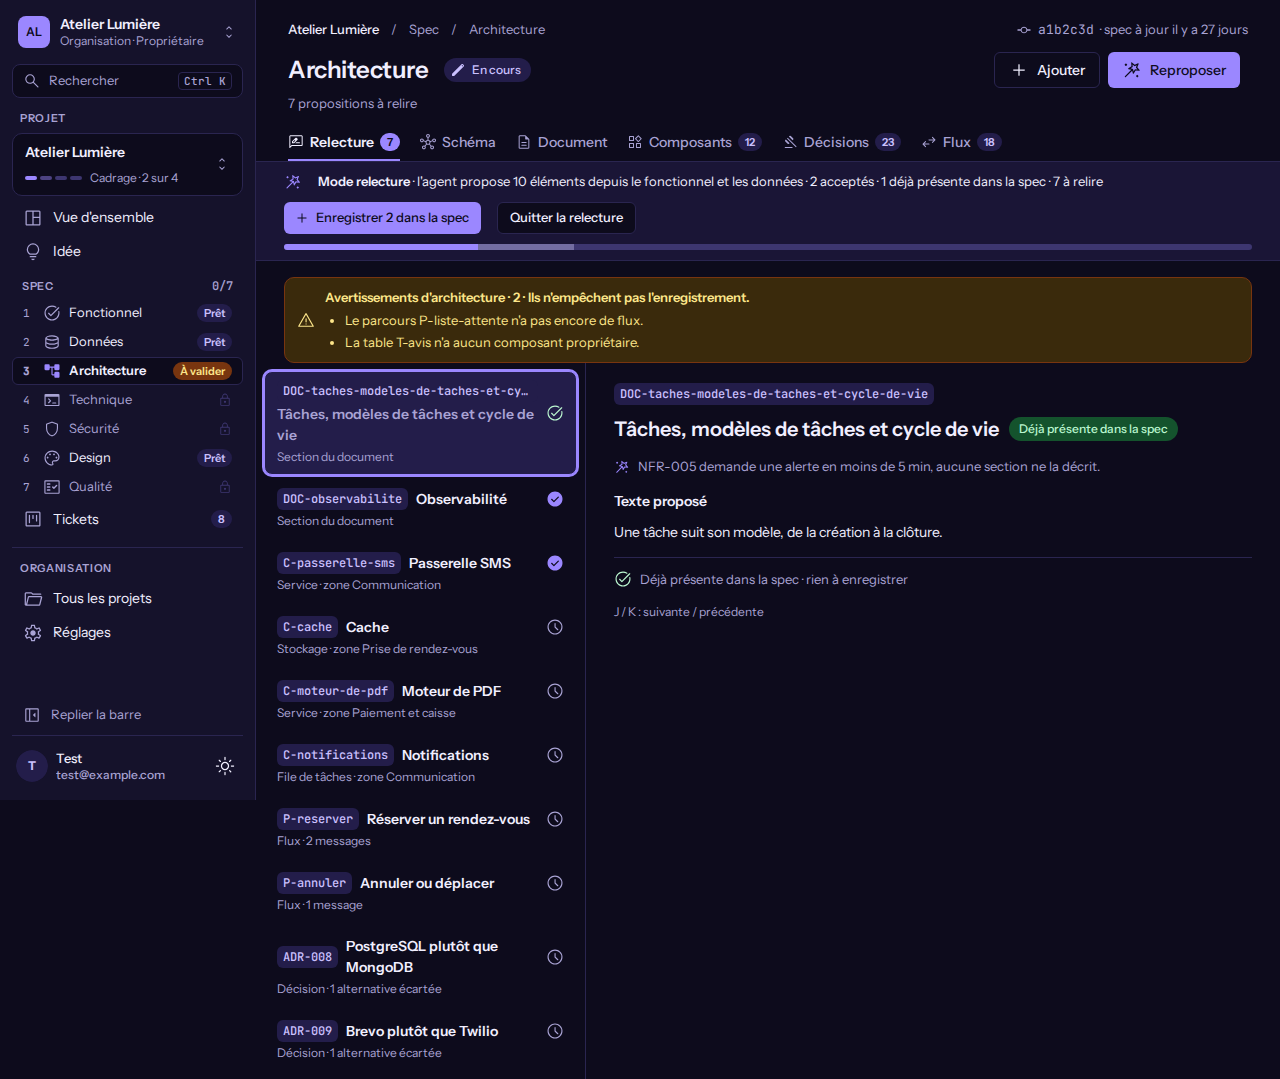 AL
Atelier Lumière
Organisation·Propriétaire
Rechercher
Ctrl K
PROJET
Atelier Lumière
Cadrage·2 sur 4
Vue d'ensemble
Idée
SPEC
0/7
1 Fonctionnel Prêt
2 Données Prêt
3 Architecture À valider
4 Technique
5 Sécurité
6 Design Prêt
7 Qualité
Tickets 8
ORGANISATION
Tous les projets
Réglages
Replier la barre
T
Test
test@example.com
Atelier Lumière / Spec / Architecture
a1b2c3d ·spec à jour il y a 27 jours
Architecture
En cours
Ajouter
Reproposer
7 propositions à relire
Relecture 7
Schéma
Document
Composants 12
Décisions 23
Flux 18
Mode relecture·l'agent propose 10 éléments depuis le fonctionnel et les données·2 acceptés·1 déjà présente dans la spec·7 à relire
Enregistrer 2 dans la spec
Quitter la relecture
Avertissements d'architecture·2·Ils n'empêchent pas l'enregistrement.
• Le parcours P-liste-attente n'a pas encore de flux.
• La table T-avis n'a aucun composant propriétaire.
DOC-taches-modeles-de-taches-et-cy…
Tâches, modèles de tâches et cycle de
vie
Section du document
DOC-observabilite Observabilité
Section du document
C-passerelle-sms Passerelle SMS
Service·zone Communication
C-cache Cache
Stockage·zone Prise de rendez-vous
C-moteur-de-pdf Moteur de PDF
Service·zone Paiement et caisse
C-notifications Notifications
File de tâches·zone Communication
P-reserver Réserver un rendez-vous
Flux·2 messages
P-annuler Annuler ou déplacer
Flux·1 message
ADR-008 PostgreSQL plutôt que
MongoDB
Décision·1 alternative écartée
ADR-009 Brevo plutôt que Twilio
Décision·1 alternative écartée
DOC-taches-modeles-de-taches-et-cycle-de-vie
Tâches, modèles de tâches et cycle de vie
Déjà présente dans la spec
NFR-005 demande une alerte en moins de 5 min, aucune section ne la décrit.
Texte proposé
Une tâche suit son modèle, de la création à la clôture.
Déjà présente dans la spec·rien à enregistrer
J / K : suivante / précédente